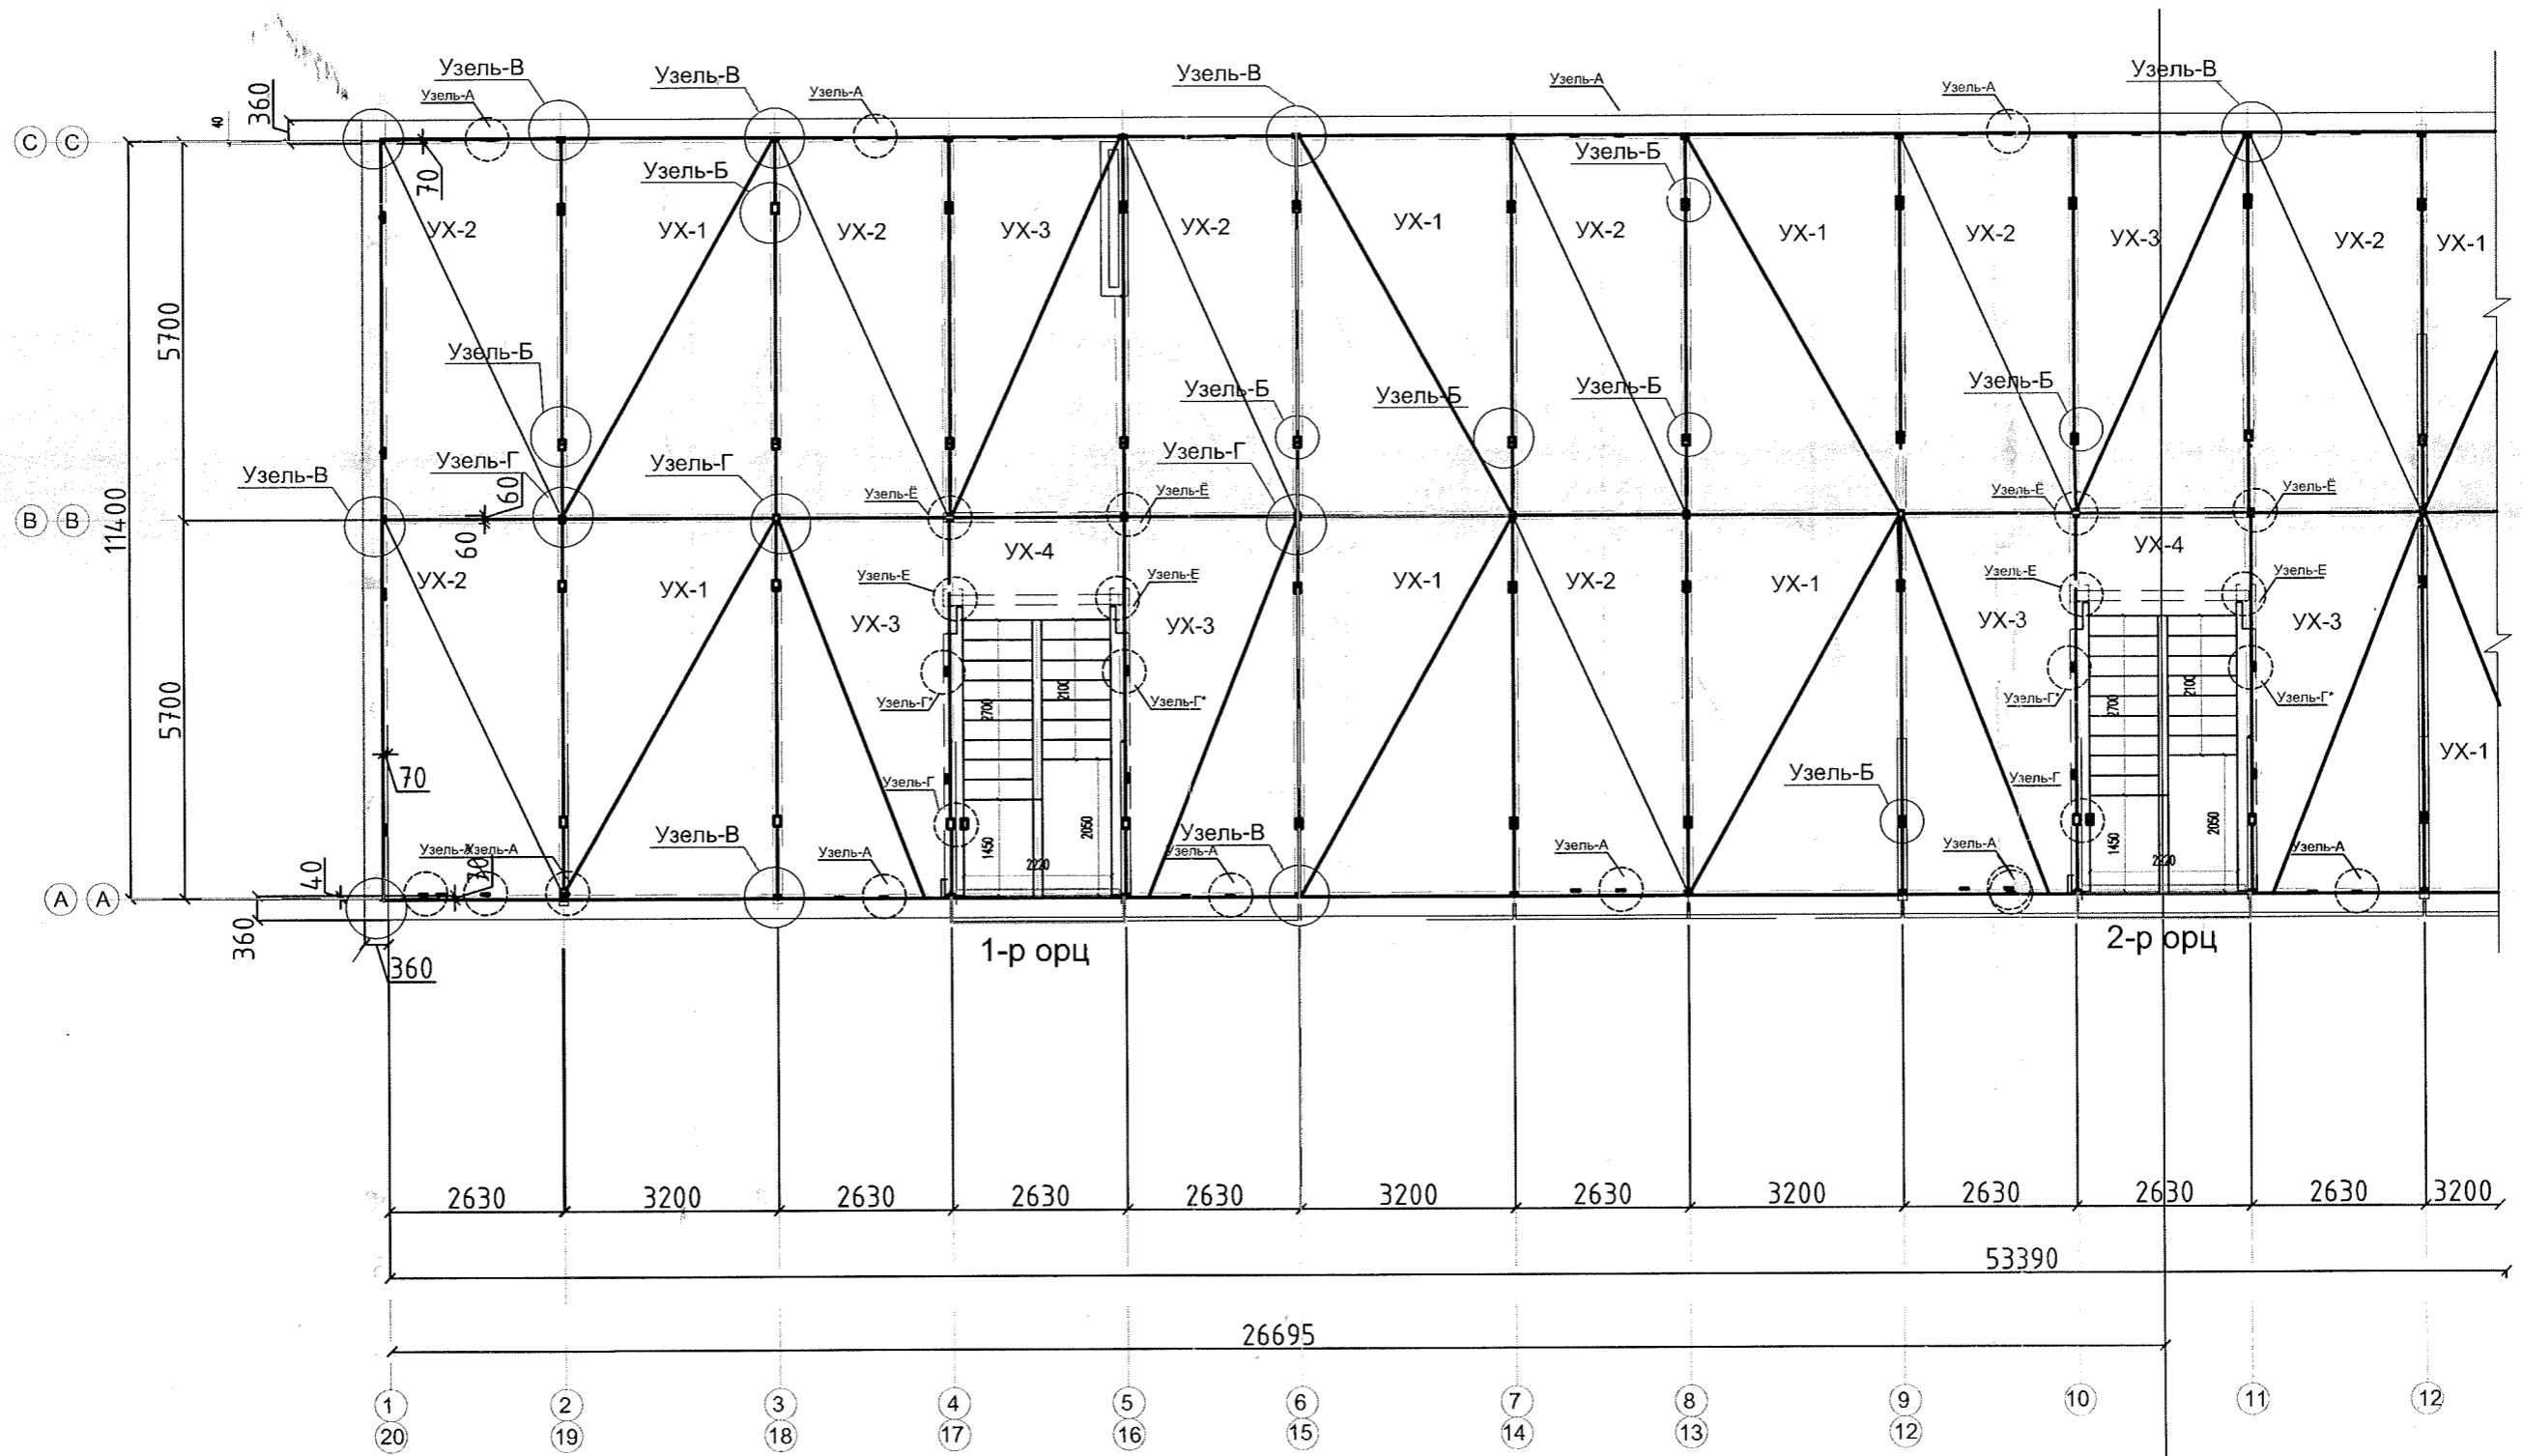 Узель-В
Узель-В
Узель-В
Узель-А
Узель-В
Узель-А
Узель-А
Узель-А
360
40
С С
70
Узель-Б
Узель-Б
УХ-2
УХ-1
УХ-2
УХ-3
УХ-2
УХ-1
УХ-2
УХ-1
УХ-2
УХ-3
УХ-2
УХ-1
5700
Узель-Б
Узель-Б
Узель-Б
Узель-Б
Узель-Б
11400
Узель-В
Узель-Г
60
Узель-Г
Узель-Ё
Узель-Ё
Узель-Г
Узель-Ё
Узель-Ё
В В
60
УХ-4
УХ-4
УХ-2
УХ-1
Узель-Е
Узель-Е
УХ-1
УХ-2
УХ-1
Узель-Е
Узель-Е
УХ-3
УХ-3
УХ-3
УХ-3
5700
Узель-Г*
2700
2100
Узель-Г*
Узель-Г*
2700
2100
Узель-Г*
УХ-1
70
Узель-Г
Узель-Б
Узель-Г
1450
2050
2220
1450
2050
2220
Узель-А
Узель-А
70
Узель-В
Узель-А
Узель-В
Узель-А
Узель-А
Узель-А
Узель-А
40
А А
360
360
1-р орц
2-р орц
2630 3200 2630 2630 2630 3200 2630 3200 2630 2630 2630 3200
53390
26695
1 2 3 4 5 6 7 8 9 10 11 12
20 19 18 17 16 15 14 13 12